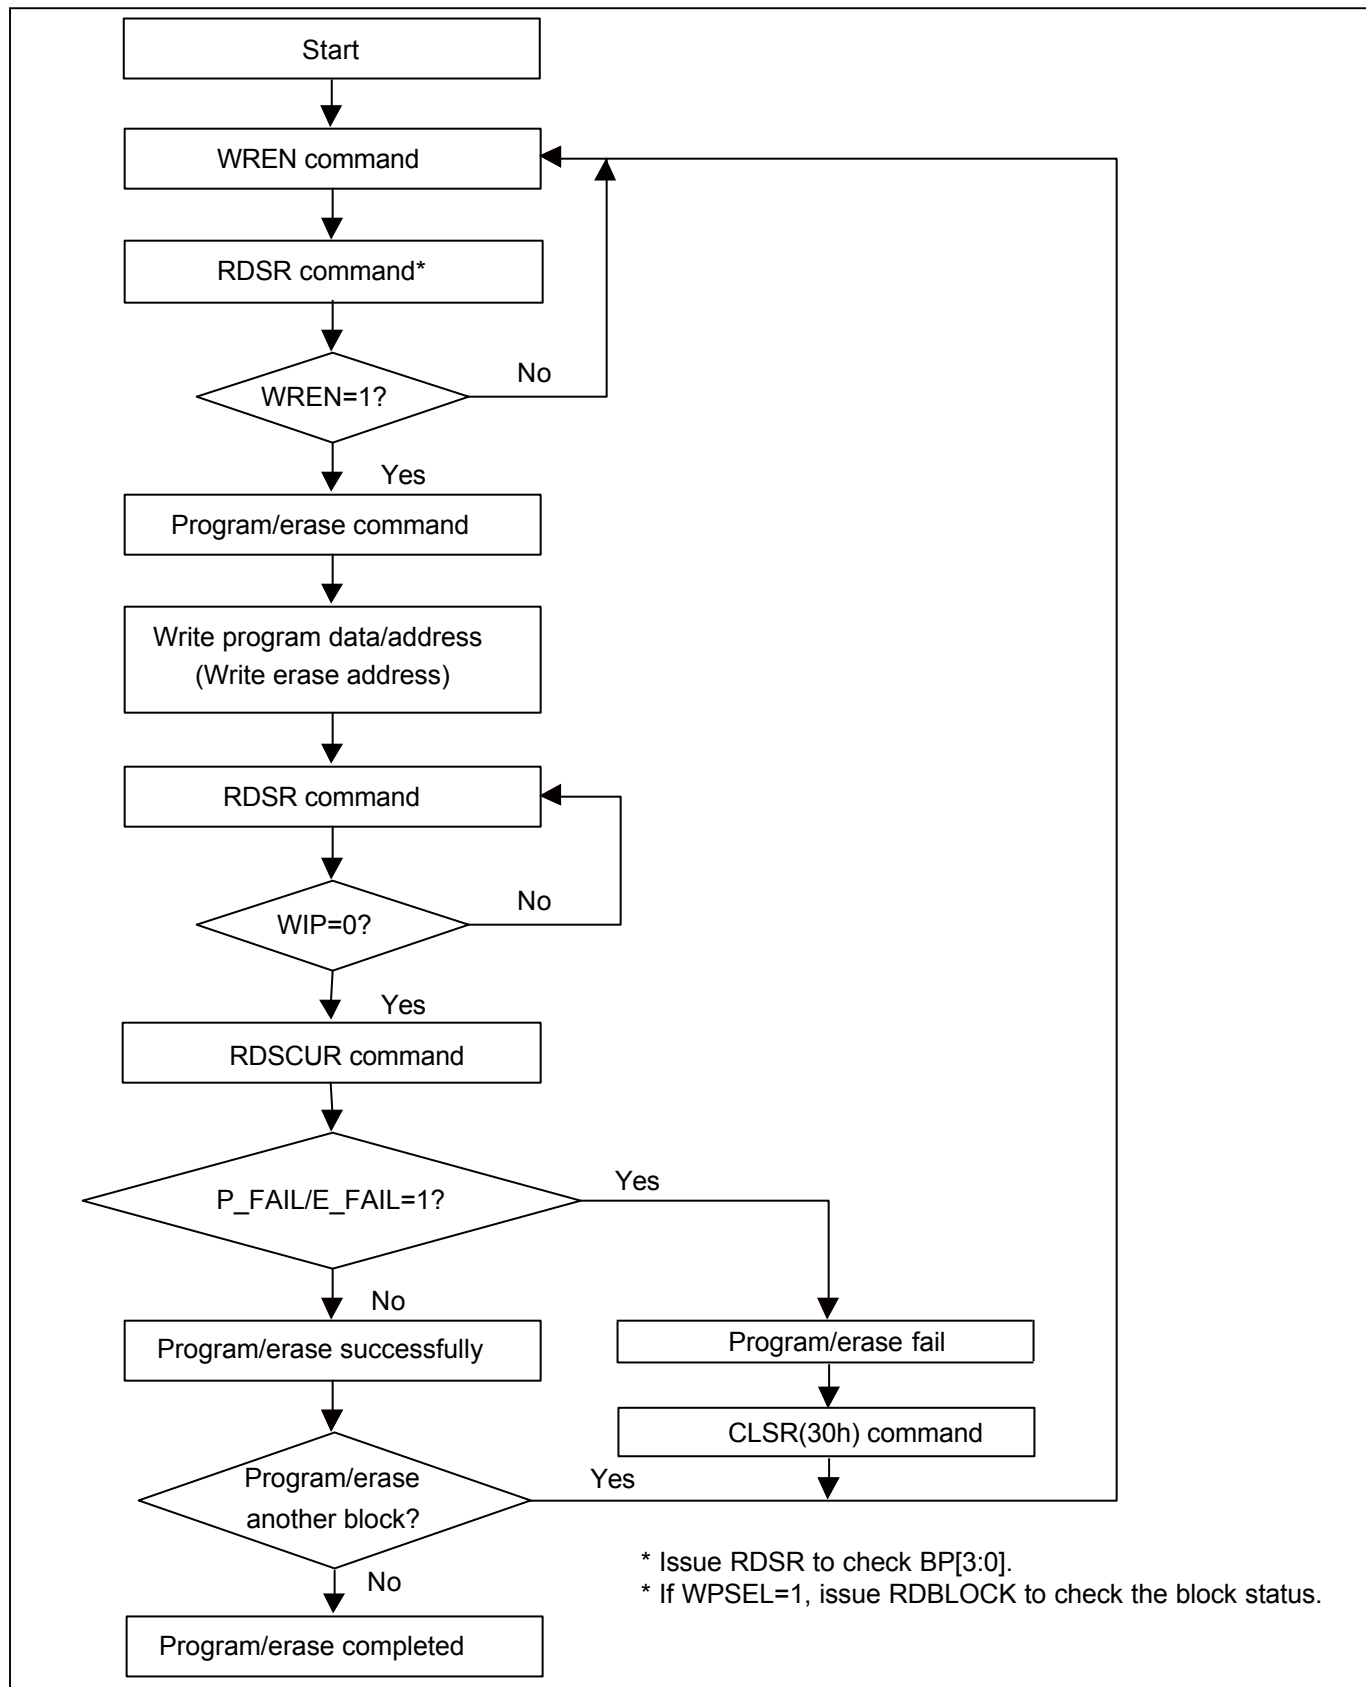 Start
WREN command
RDSR command*
WREN=1?
No
Yes
Program/erase command
Write program data/address
(Write erase address)
RDSR command
WIP=0?
No
Yes
RDSCUR command
P_FAIL/E_FAIL=1?
Yes
No
Program/erase successfully
Program/erase fail
CLSR(30h) command
Program/erase
another block?
Yes
No
* Issue RDSR to check BP[3:0].
* If WPSEL=1, issue RDBLOCK to check the block status.
Program/erase completed